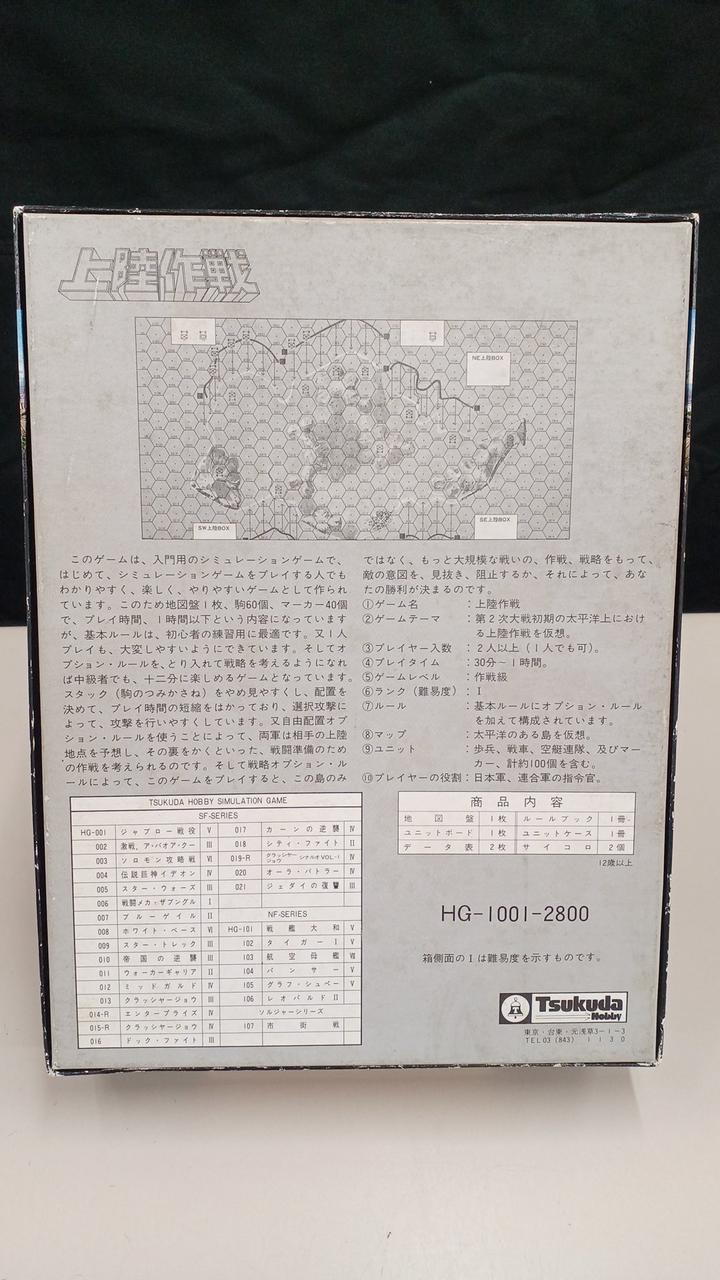 上陸作戦
NE上陸BOX
SW上陸BOX
SE上陸BOX
このゲームは、入門用のシミュレーションゲームで、
はじめて、シミュレーションゲームをプレイする人でも
わかりやすく、楽しく、やりやすいゲームとして作られ
ています。このため地図盤1枚、駒60個、マーカー40個
で、プレイ時間、1時間以下という内容になっています
が、基本ルールは、初心者の練習用に最適です。又1人
プレイも、大変しやすいようにできています。そしてオ
プション・ルールを、とり入れて戦略を考えるようになれ
ば中級者でも、十二分に楽しめるゲームとなっています。
スタック(駒のつみかさね)をやめ見やすくし、配置を
決めて、プレイ時間の短縮をはかっており、選択攻撃に
よって、攻撃を行いやすくしています。又自由配置オプ
ション・ルールを使うことによって、両軍は相手の上陸
地点を予想し、その裏をかくといった、戦闘準備のため
の作戦を考えられるのです。そして戦略オプション・ル
ールによって、このゲームをプレイすると、この島のみ
ではなく、もっと大規模な戦いの、作戦、戦略をもって、
敵の意図を、見抜き、阻止するか、それによって、あな
たの勝利が決まるのです。
①ゲーム名 :上陸作戦
②ゲームテーマ :第2次大戦初期の太平洋上におけ
る上陸作戦を仮想。
③プレイヤー人数 :2人以上(1人でも可)。
④プレイタイム :30分~1時間。
⑤ゲームレベル :作戦級
⑥ランク(難易度):I
⑦ルール :基本ルールにオプション・ルール
を加えて構成されています。
⑧マップ :太平洋のある島を仮想。
⑨ユニット :歩兵、戦車、空艇連隊、及びマー
カー、計約100個を含む。
⑩プレイヤーの役割:日本軍、連合軍の指令官。
TSUKUDA HOBBY SIMULATION GAME
SF-SERIES
HG-001 ジャブロー戦役 V
002 激戦、ア・バオア・クー III
003 ソロモン攻略戦 VI
004 伝説巨神イデオン IV
005 スター・ウォーズ III
006 戦闘メカ・ザブングル I
007 ブルーゲイル II
008 ホワイト・ベース VI
009 スター・トレック III
010 帝国の逆襲 III
011 ウォーカーギャリア II
012 ミッドガルド IV
013 クラッシャージョウ III
014-R エンタープライズ IV
015-R クラッシャージョウ IV
016 ドック・ファイト III
017 カーンの逆襲 IV
018 シティ・ファイト II
019-R クラッシャージョウ シナリオVOL・1 IV
020 オーラ・バトラー IV
021 ジェダイの復讐 III
NF-SERIES
HG-101 戦艦大和 V
102 タイガーI V
103 航空母艦 VII
104 パンサー V
105 グラフ・シュペー V
106 レオパルドII
ソルジャーシリーズ
107 市街戦
商品内容
地図盤 1枚 ルールブック 1冊
ユニットボード 1枚 ユニットケース 1冊
データ表 2枚 サイコロ 2個
12歳以上
HG-1001-2800
箱側面のIは難易度を示すものです。
Tsukuda
Hobby
東京・台東・元浅草3-1-3
TEL 03 (843) 1130